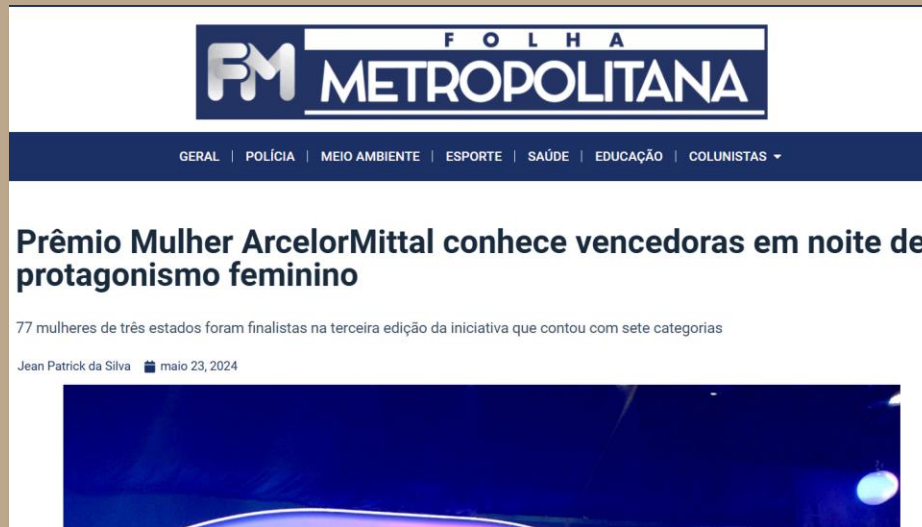 FM
FOLHA
METROPOLITANA
GERAL | POLÍCIA | MEIO AMBIENTE | ESPORTE | SAÚDE | EDUCAÇÃO | COLUNISTAS
Prêmio Mulher ArcelorMittal conhece vencedoras em noite de
protagonismo feminino
77 mulheres de três estados foram finalistas na terceira edição da iniciativa que contou com sete categorias
Jean Patrick da Silva maio 23, 2024